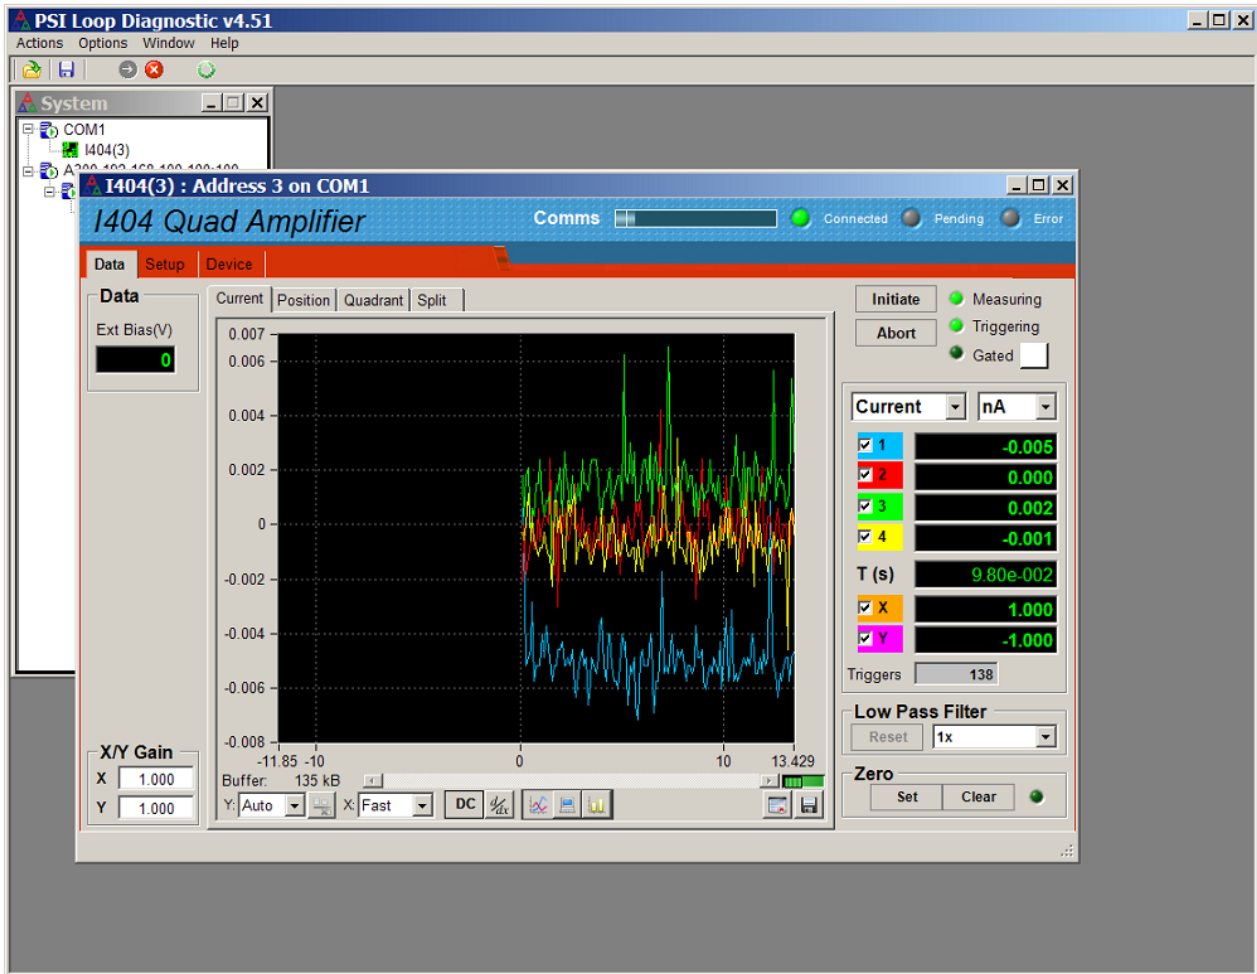 PSI Loop Diagnostic v4.51
Actions Options Window Help
System
COM1
I404(3)
I404(3) : Address 3 on COM1
I404 Quad Amplifier
Comms
Connected
Pending
Error
Data Setup Device
Data
Ext Bias(V)
0
Current Position Quadrant Split
0.007
0.006
0.004
0.002
0
-0.002
-0.004
-0.006
-0.008
-11.85 -10 0 10 13.429
Buffer: 135 kB
Y: Auto X: Fast DC d/dx
X/Y Gain
X 1.000
Y 1.000
Initiate
Measuring
Abort
Triggering
Gated
Current nA
1 -0.005
2 0.000
3 0.002
4 -0.001
T (s) 9.80e-002
X 1.000
Y -1.000
Triggers 138
Low Pass Filter
Reset 1x
Zero
Set Clear